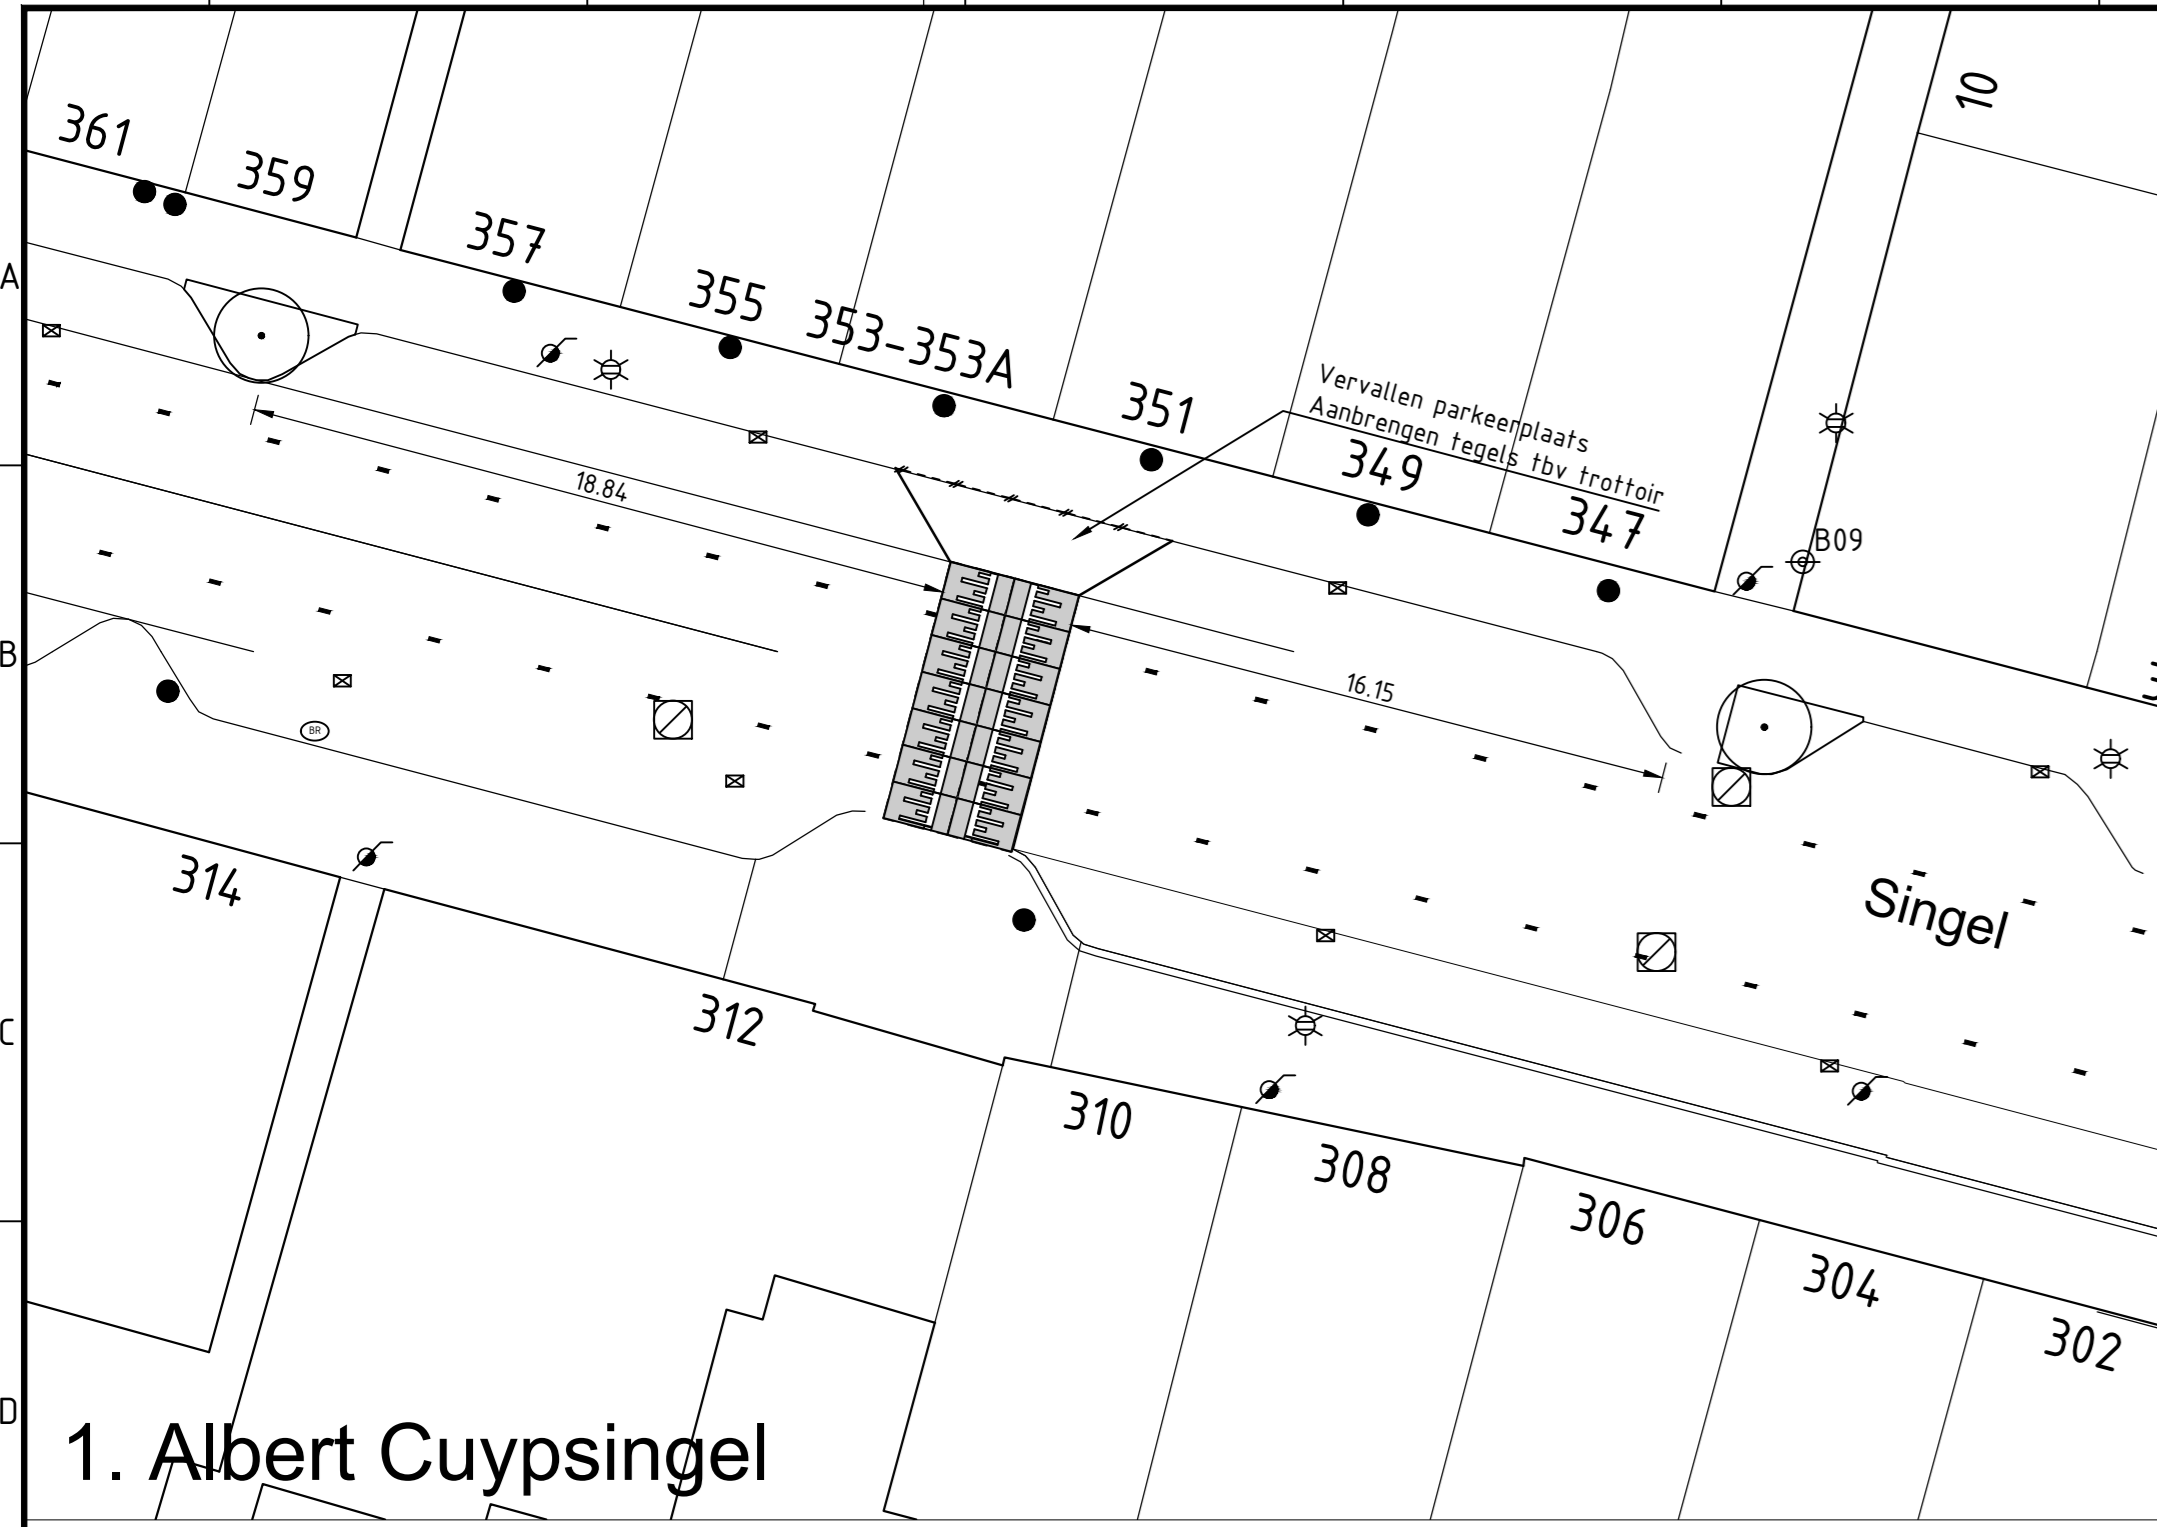 10
361
359
357
355
353-353A
351
Vervallen parkeerplaats
Aanbrengen tegels tbv trottoir
349
347
B09
A
18.84
B
16.15
BR
314
Singel
312
C
310
308
306
304
302
D
1. Albert Cuypsingel